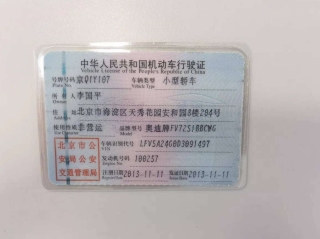 中华人民共和国机动车行驶证
Vehicle License of the People's Republic of China
号牌号码 京Q1Y107 车辆类型 小型轿车
所有人 李国平
住址 北京市海淀区天秀花园安和园8楼204号
使用性质 非营运 品牌型号 奥迪牌FV7251BBCWG
北京市公安局公安交通管理局
车辆识别代号 LFV5A24G8D3091497
发动机号码 100257
注册日期 2013-11-11 发证日期 2013-11-11